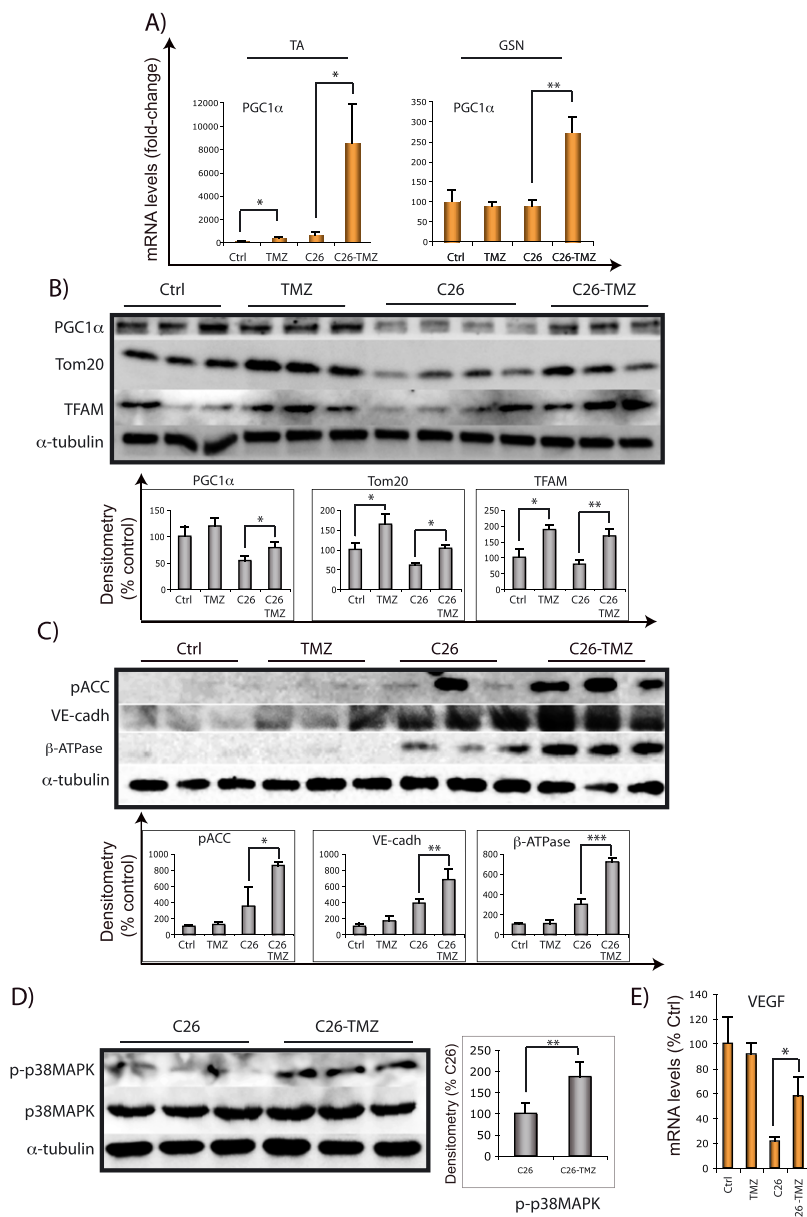 A)
TA
GSN
mRNA levels (fold-change)
PGC1α
*
*
12000
10000
8000
6000
4000
2000
0
Ctrl TMZ C26 C26-TMZ
PGC1α
**
350
300
250
200
150
100
50
0
Ctrl TMZ C26 C26-TMZ
B)
Ctrl TMZ C26 C26-TMZ
PGC1α
Tom20
TFAM
α-tubulin
Densitometry
(% control)
PGC1α
*
150
100
50
0
Ctrl TMZ C26 C26
TMZ
Tom20
*
*
200
150
100
50
0
Ctrl TMZ C26 C26
TMZ
TFAM
*
**
250
200
150
100
50
0
Ctrl TMZ C26 C26
TMZ
C)
Ctrl TMZ C26 C26-TMZ
pACC
VE-cadh
β-ATPase
α-tubulin
Densitometry
(% control)
pACC
*
1000
800
600
400
200
0
Ctrl TMZ C26 C26
TMZ
VE-cadh
**
1000
800
600
400
200
0
Ctrl TMZ C26 C26
TMZ
β-ATPase
***
800
600
400
200
0
Ctrl TMZ C26 C26
TMZ
D)
C26 C26-TMZ
p-p38MAPK
p38MAPK
α-tubulin
Densitometry (% C26)
**
250
200
150
100
50
0
C26 C26-TMZ
p-p38MAPK
E)
VEGF
mRNA levels (% Ctrl)
*
140
120
100
80
60
40
20
0
Ctrl TMZ C26 26-TMZ